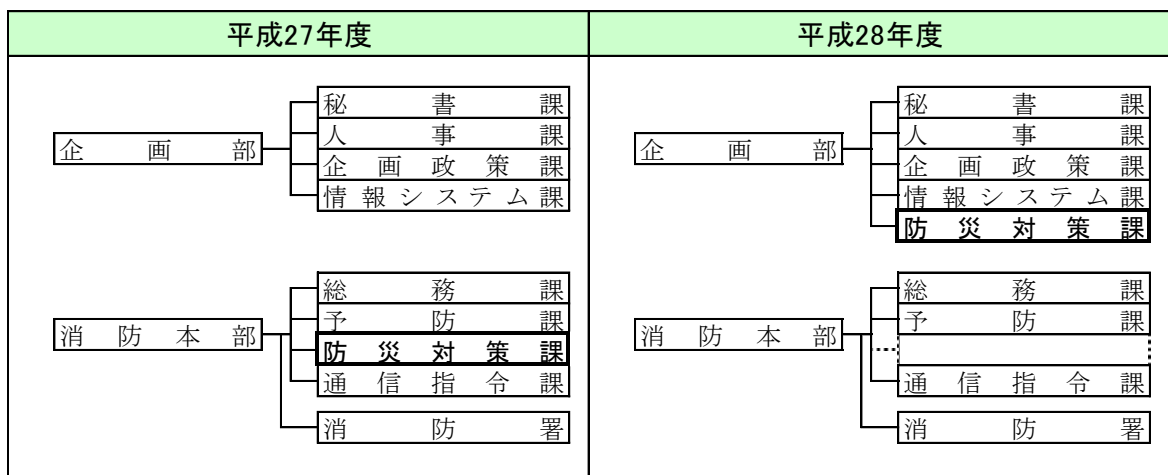 平成27年度
企画部
秘書課
人事課
企画政策課
情報システム課
消防本部
総務課
予防課
防災対策課
通信指令課
消防署
平成28年度
企画部
秘書課
人事課
企画政策課
情報システム課
防災対策課
消防本部
総務課
予防課
通信指令課
消防署